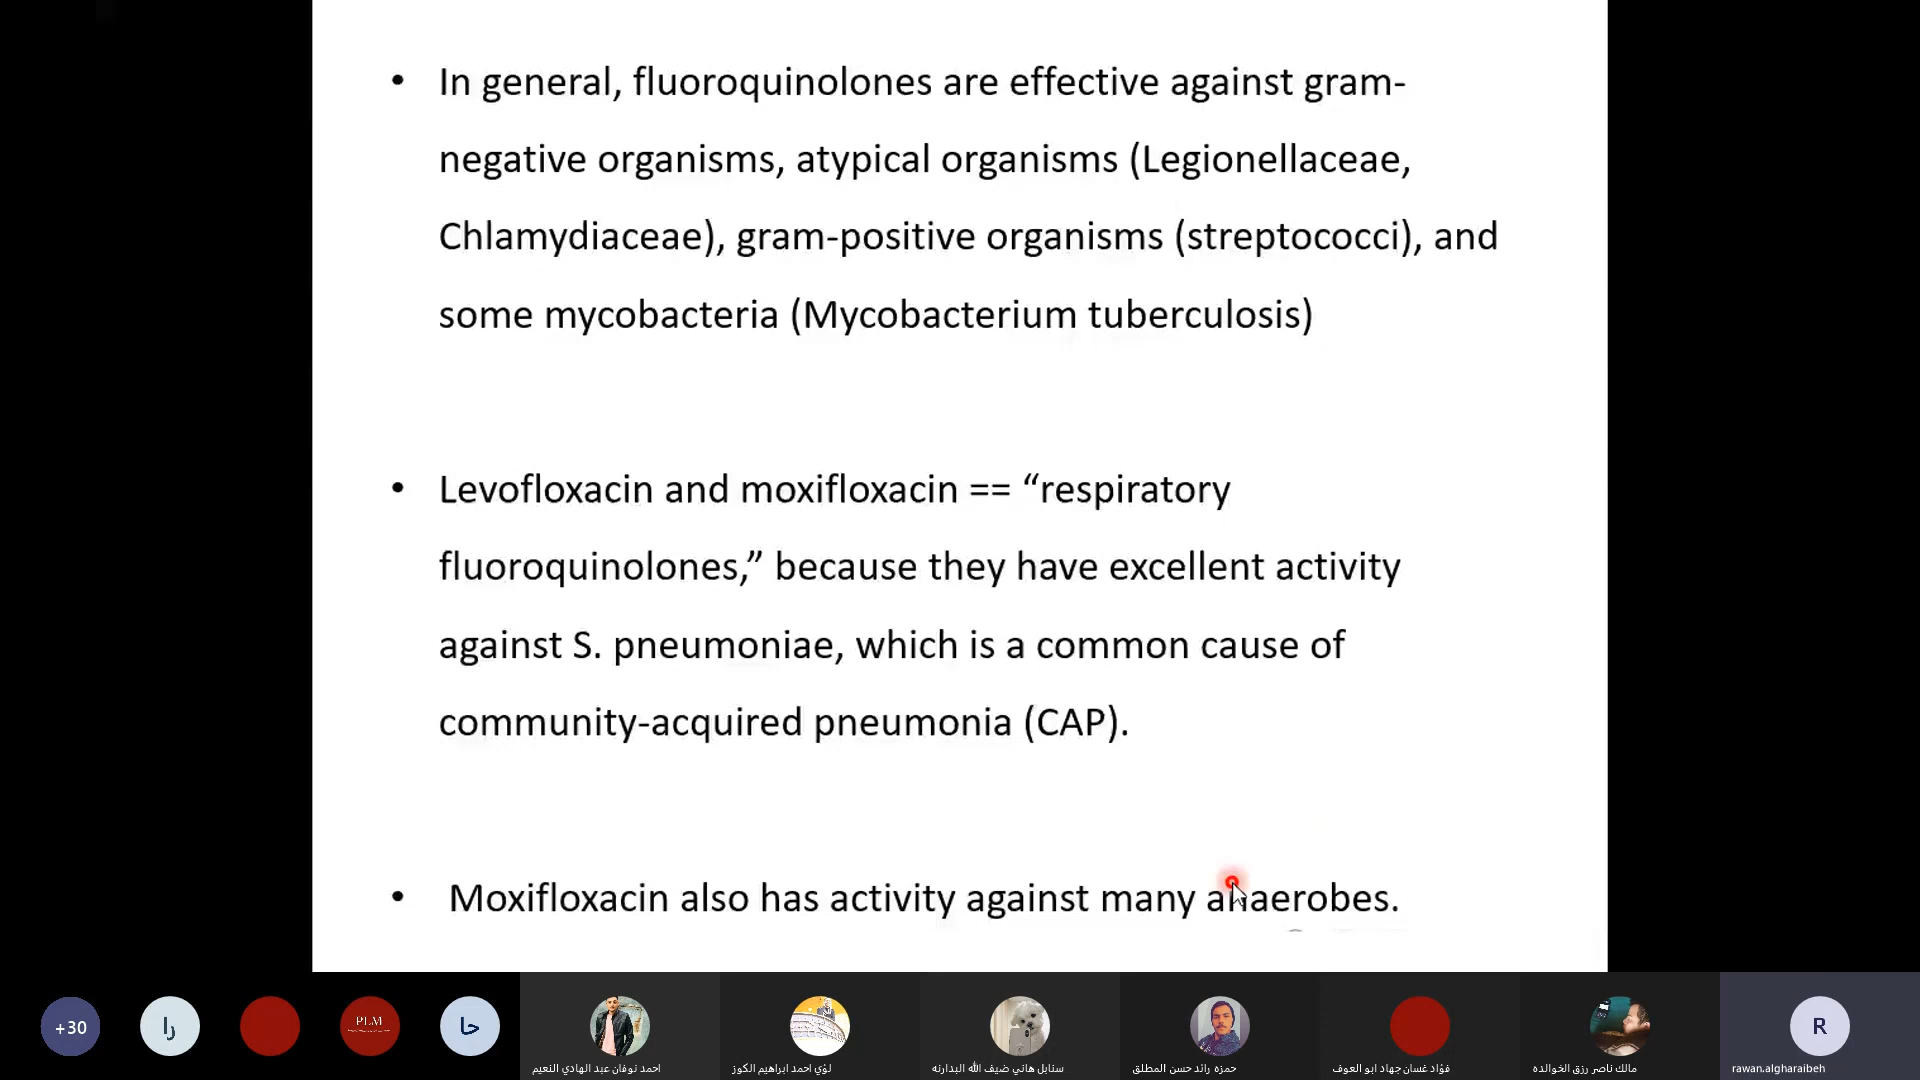 • In general, fluoroquinolones are effective against gram-
negative organisms, atypical organisms (Legionellaceae,
Chlamydiaceae), gram-positive organisms (streptococci), and
some mycobacteria (Mycobacterium tuberculosis)
• Levofloxacin and moxifloxacin == “respiratory
fluoroquinolones,” because they have excellent activity
against S. pneumoniae, which is a common cause of
community-acquired pneumonia (CAP).
• Moxifloxacin also has activity against many anaerobes.
+30
را
PLM
حا
R
احمد نوفان عبد الهادي النعيم
لؤي احمد ابراهيم الكوز
سنابل هاني ضيف الله البدارنه
حمزه رائد حسن المطلق
فؤاد غسان جهاد ابو العوف
مالك ناصر رزق الخوالده
rawan.algharaibeh